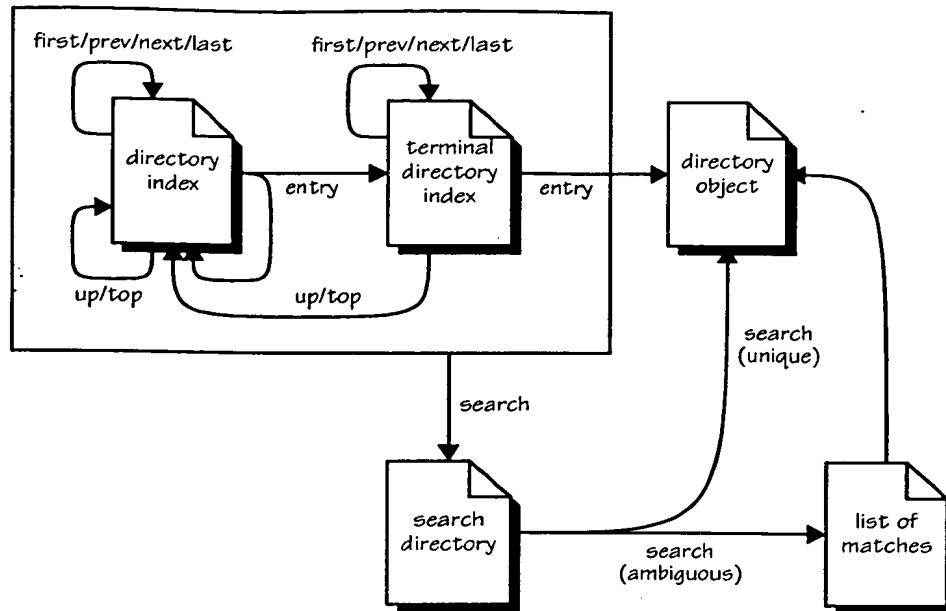 first/prev/next/last
first/prev/next/last
directory
index
entry
terminal
directory
index
entry
directory
object
up/top
up/top
search
(unique)
search
search
directory
search
(ambiguous)
list of
matches